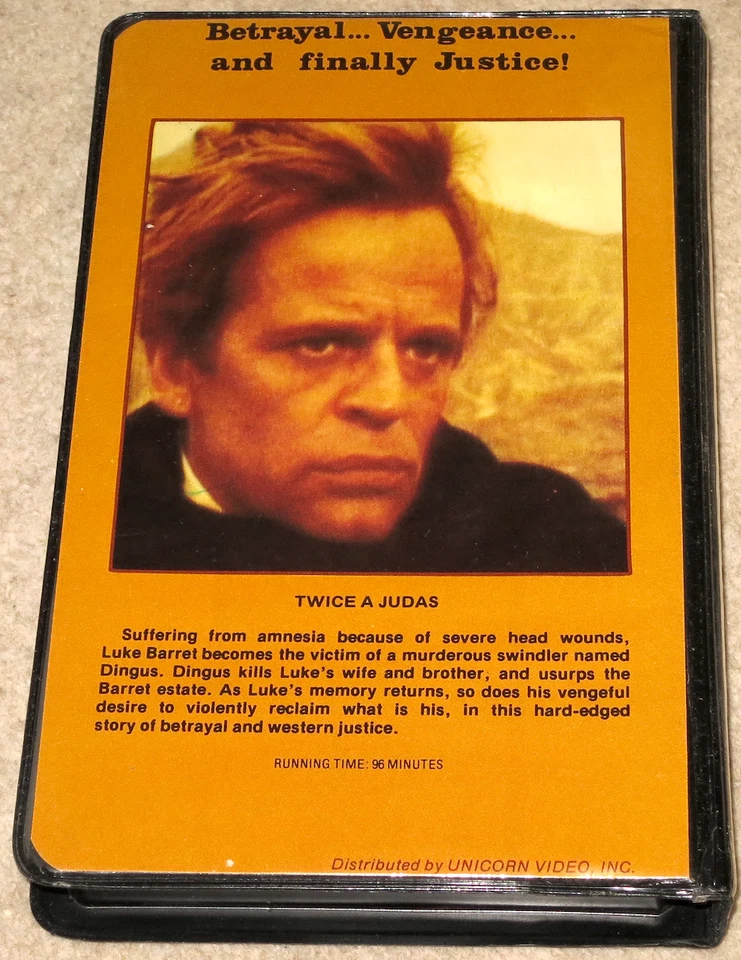 Betrayal... Vengeance...
and finally Justice!
TWICE A JUDAS
Suffering from amnesia because of severe head wounds,
Luke Barret becomes the victim of a murderous swindler named
Dingus. Dingus kills Luke's wife and brother, and usurps the
Barret estate. As Luke's memory returns, so does his vengeful
desire to violently reclaim what is his, in this hard-edged
story of betrayal and western justice.
RUNNING TIME: 96 MINUTES
Distributed by UNICORN VIDEO, INC.